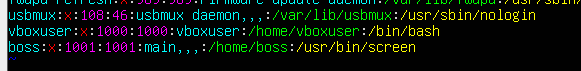 usbmux:x:108:46:usbmux daemon,,,:/var/lib/usbmux:/usr/sbin/nologin
vboxuser:x:1000:1000:vboxuser:/home/vboxuser:/bin/bash
boss:x:1001:1001:main,,,:/home/boss:/usr/bin/screen
~